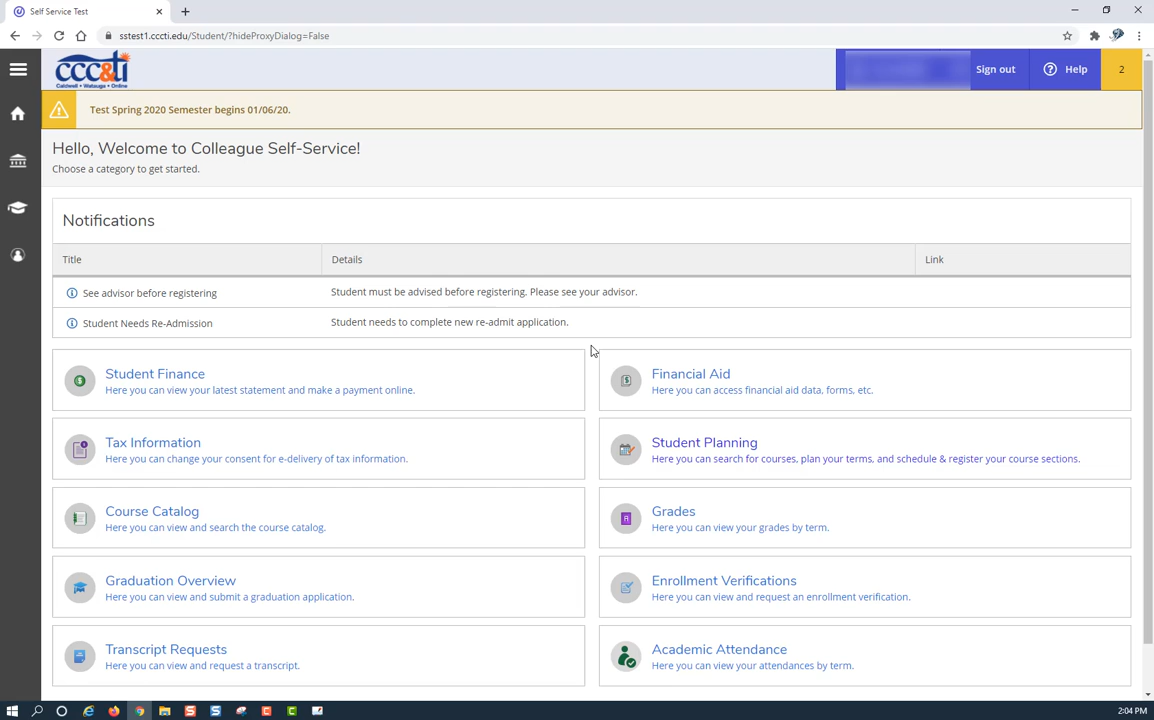 Self Service Test
sstest1.cccti.edu/Student/?hideProxyDialog=False
ccc&ti
Caldwell • Watauga • Online
Sign out
Help
2
Test Spring 2020 Semester begins 01/06/20.
Hello, Welcome to Colleague Self-Service!
Choose a category to get started.
Notifications
Title Details Link
See advisor before registering Student must be advised before registering. Please see your advisor.
Student Needs Re-Admission Student needs to complete new re-admit application.
Student Finance
Here you can view your latest statement and make a payment online.
Financial Aid
Here you can access financial aid data, forms, etc.
Tax Information
Here you can change your consent for e-delivery of tax information.
Student Planning
Here you can search for courses, plan your terms, and schedule & register your course sections.
Course Catalog
Here you can view and search the course catalog.
Grades
Here you can view your grades by term.
Graduation Overview
Here you can view and submit a graduation application.
Enrollment Verifications
Here you can view and request an enrollment verification.
Transcript Requests
Here you can view and request a transcript.
Academic Attendance
Here you can view your attendances by term.
2:04 PM